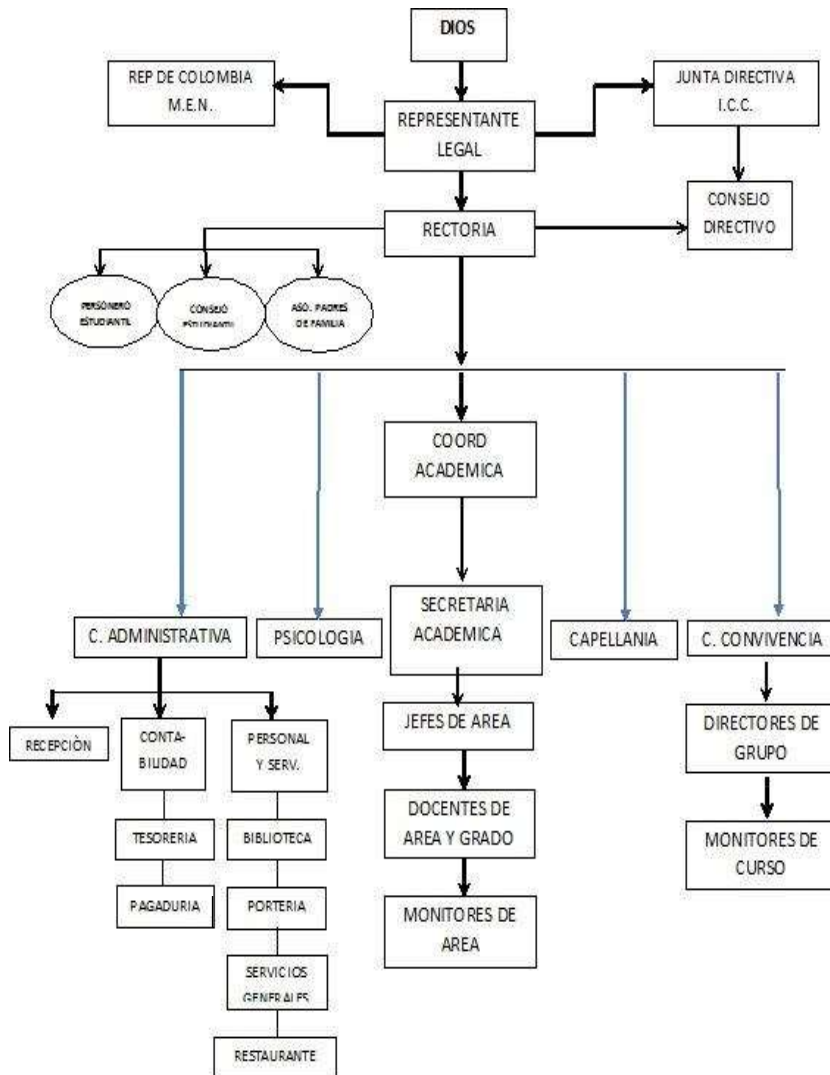 DIOS
REP DE COLOMBIA
M.E.N.
JUNTA DIRECTIVA
I.C.C.
REPRESENTANTE
LEGAL
CONSEJO
DIRECTIVO
RECTORIA
PERSONERO
ESTUDIANTIL
CONSEJO
ESTUDIANTIL
ASO. PADRES
DE FAMILIA
COORD
ACADEMICA
SECRETARIA
ACADEMICA
C. ADMINISTRATIVA
PSICOLOGIA
CAPELLANIA
C. CONVIVENCIA
RECEPCIÒN
CONTA-
BILIDAD
PERSONAL
Y SERV.
JEFES DE AREA
DIRECTORES DE
GRUPO
TESORERIA
BIBLIOTECA
DOCENTES DE
AREA Y GRADO
MONITORES DE
CURSO
PAGADURIA
PORTERIA
MONITORES DE
AREA
SERVICIOS
GENERALES
RESTAURANTE